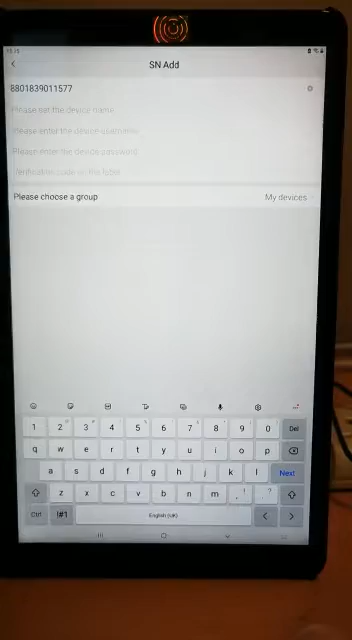 SN Add
8801839011577
Please set the device name
Please enter the device username
Please enter the device password
Verification code on the label
Please choose a group My devices
1 2 3 4 5 6 7 8 9 0 Del
q w e r t y u i o p
a s d f g h j k l Next
z x c v b n m , ! . ?
Ctrl !#1 English (UK) < >